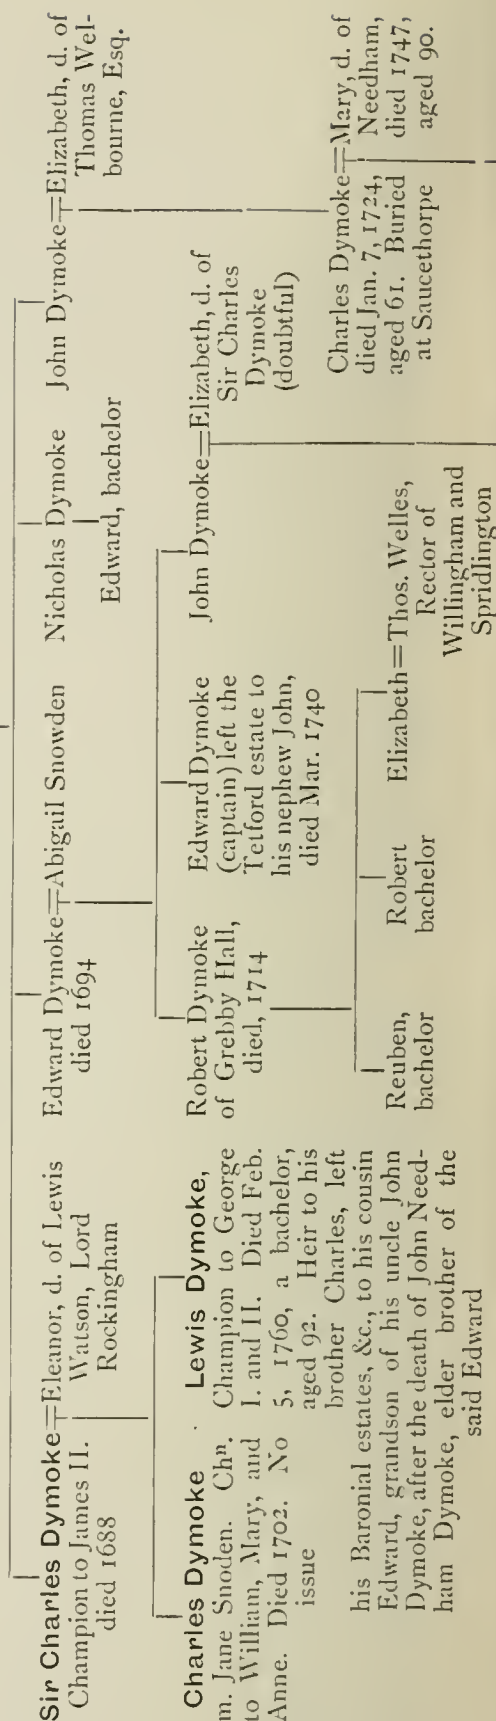 Sir Charles Dymoke=Eleanor, d. of Lewis
Champion to James II. Watson, Lord
died 1688 Rockingham
Edward Dymoke=Abigail Snowden
died 1694
Nicholas Dymoke
Edward, bachelor
John Dymoke=Elizabeth, d. of
Thomas Wel-
bourne, Esq.
Charles Dymoke
m. Jane Snoden. Chn.
to William, Mary, and
Anne. Died 1702. No
issue
Lewis Dymoke,
Champion to George
I. and II. Died Feb.
5, 1760, a bachelor,
aged 92. Heir to his
brother Charles, left
his Baronial estates, &c., to his cousin
Edward, grandson of his uncle John
Dymoke, after the death of John Need-
ham Dymoke, elder brother of the
said Edward
Robert Dymoke
of Grebby Hall,
died, 1714
Edward Dymoke
(captain) left the
Tetford estate to
his nephew John,
died Mar. 1740
John Dymoke=Elizabeth, d. of
Sir Charles
Dymoke
(doubtful)
Charles Dymoke=Mary, d. of
died Jan. 7, 1724, Needham,
aged 61. Buried died 1747,
at Saucethorpe aged 90.
Reuben,
bachelor
Robert
bachelor
Elizabeth=Thos. Welles,
Rector of
Willingham and
Spridlington